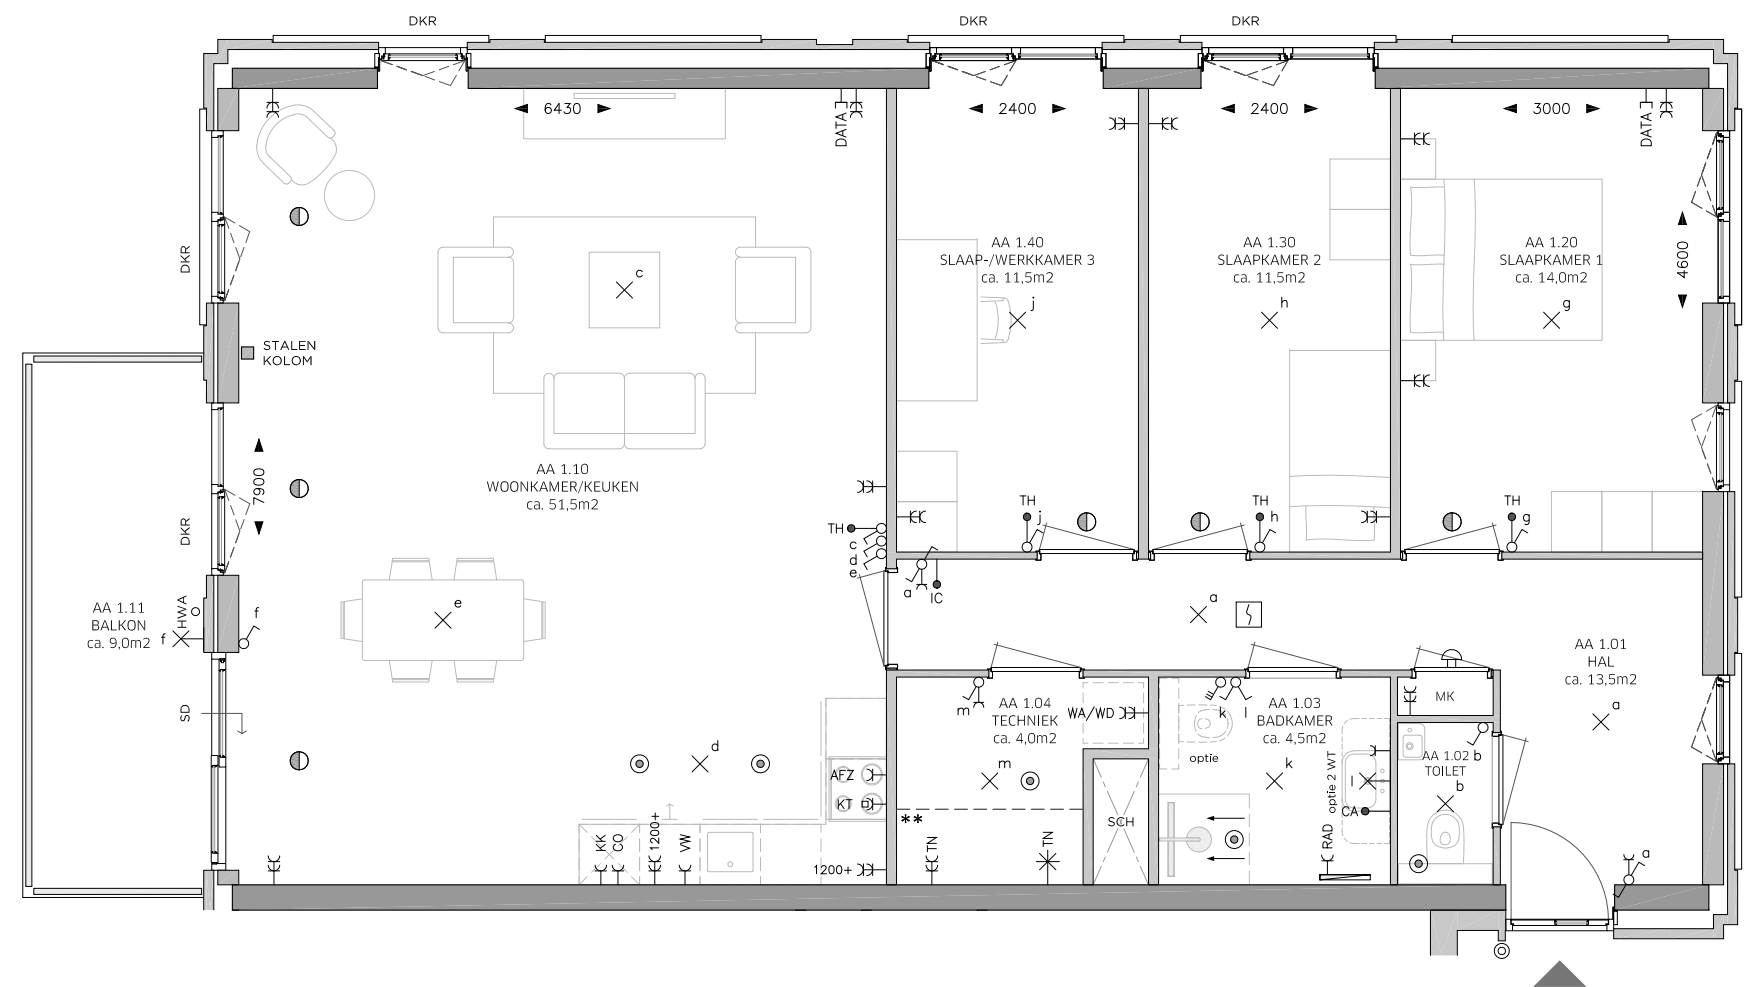 DKR
DKR
DKR
6430
DATA
2400
2400
3000
DATA
DKR
AA 1.40
SLAAP-/WERKKAMER 3
ca. 11,5m2
AA 1.30
SLAAPKAMER 2
ca. 11,5m2
AA 1.20
SLAAPKAMER 1
ca. 14,0m2
4600
c
j
h
g
STALEN
KOLOM
7900
AA 1.10
WOONKAMER/KEUKEN
ca. 51,5m2
DKR
TH
c
d
e
TH
j
TH
h
TH
g
a
IC
a
AA 1.11
BALKON
ca. 9,0m2
HWA
f
f
e
AA 1.01
HAL
ca. 13,5m2
a
SD
m
AA 1.04
TECHNIEK
ca. 4,0m2
WA/WD
m
k
l
AA 1.03
BADKAMER
ca. 4,5m2
k
optie
optie 2 WT
l
CA
RAD
MK
AA 1.02
TOILET
b
b
d
AFZ
KT
KK
CO
1200+
VW
1200+
**
TN
TN
SCH
a